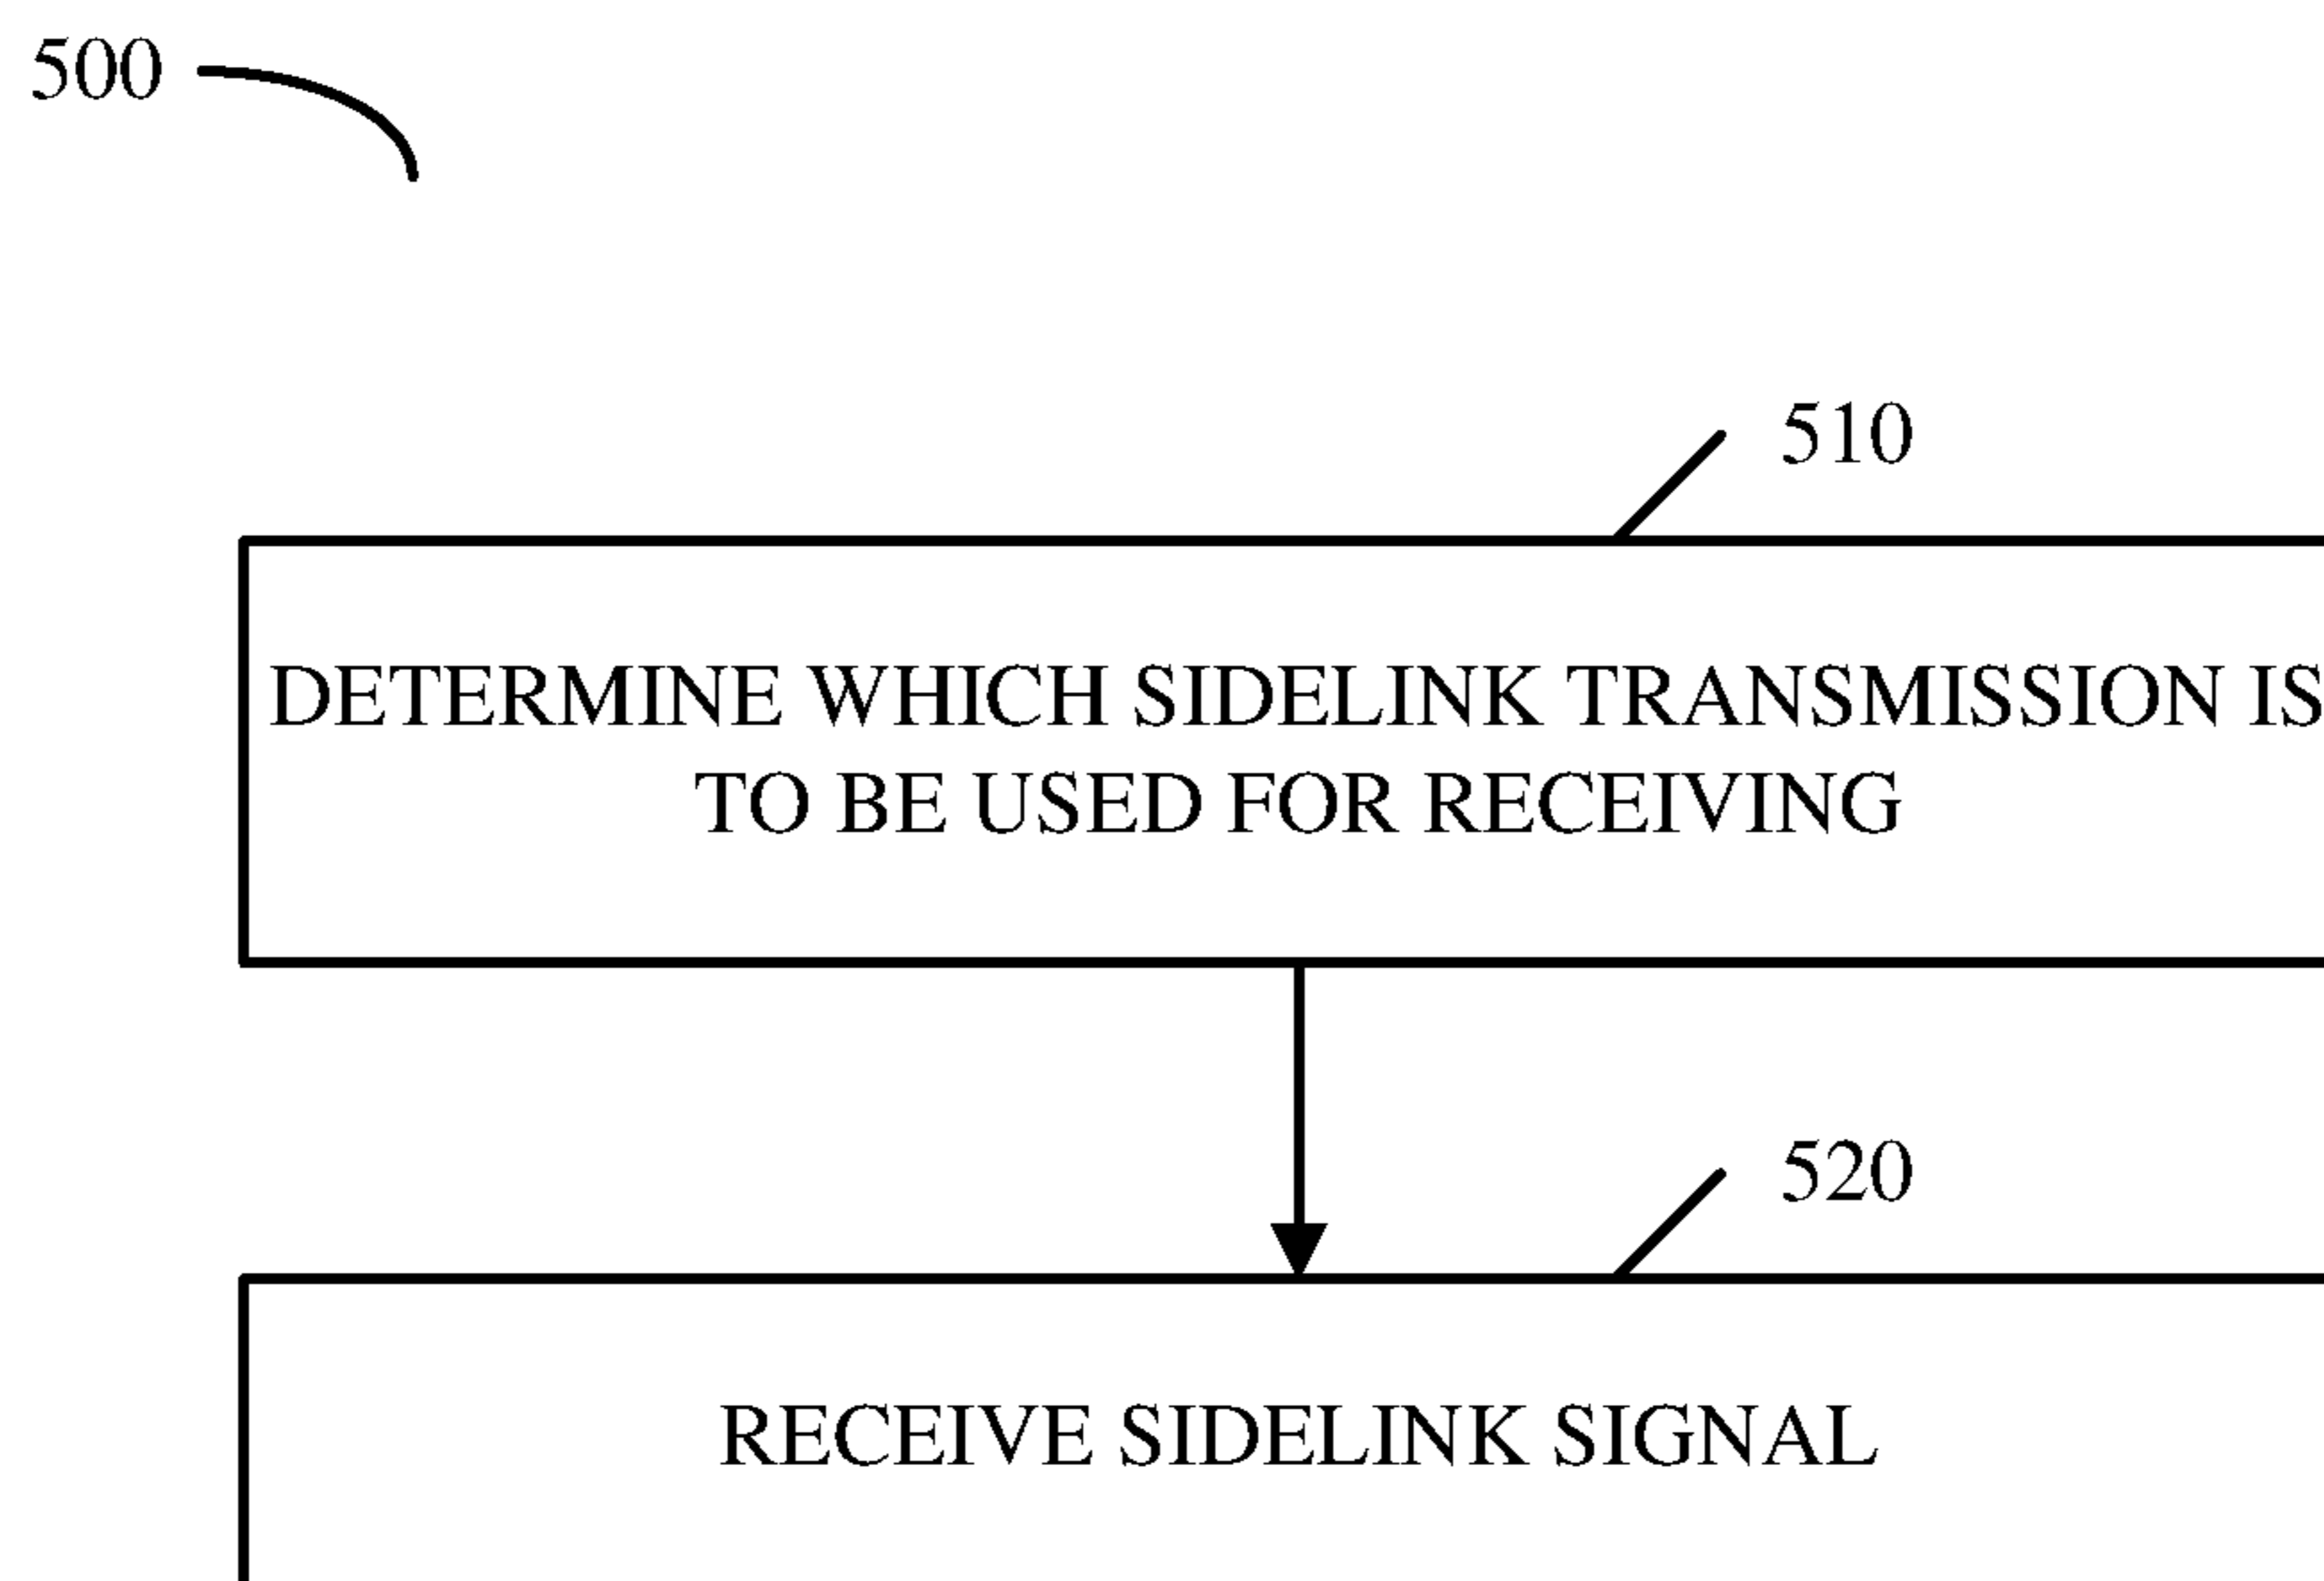 500
510
DETERMINE WHICH SIDELINK TRANSMISSION IS
TO BE USED FOR RECEIVING
520
RECEIVE SIDELINK SIGNAL